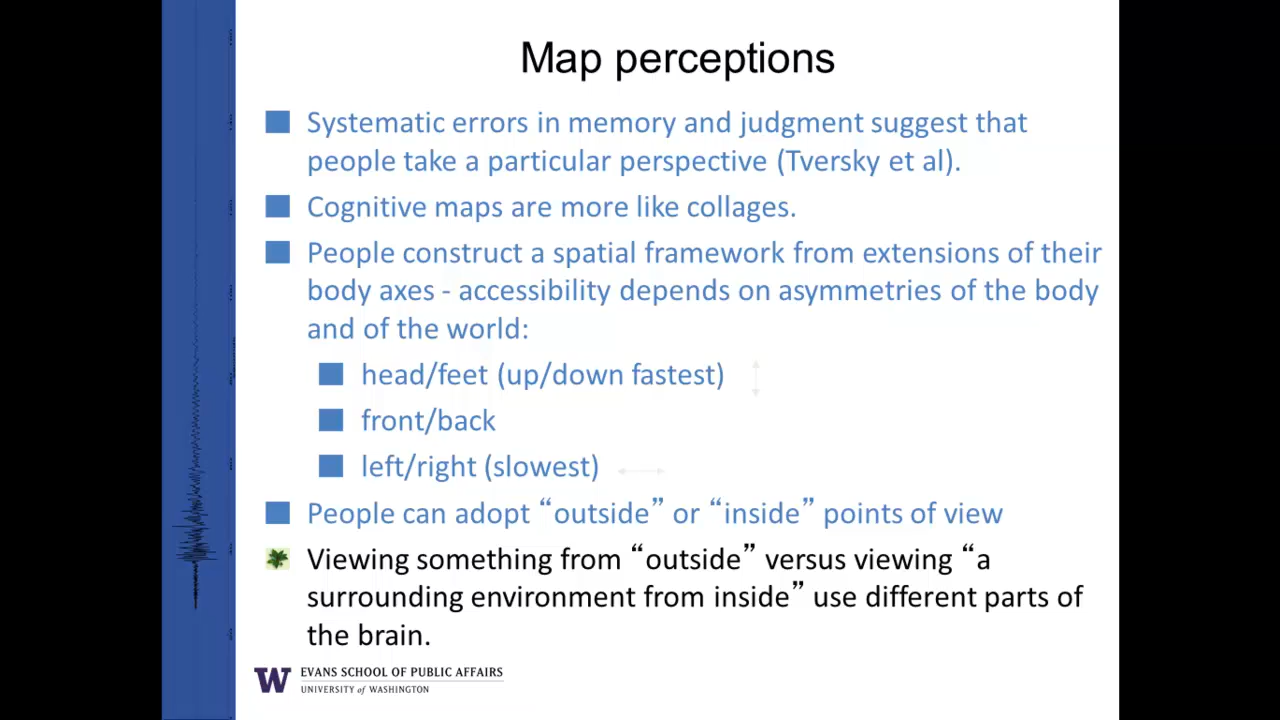 Map perceptions
Systematic errors in memory and judgment suggest that
people take a particular perspective (Tversky et al).
Cognitive maps are more like collages.
People construct a spatial framework from extensions of their
body axes - accessibility depends on asymmetries of the body
and of the world:
head/feet (up/down fastest)
front/back
left/right (slowest)
People can adopt “outside” or “inside” points of view
Viewing something from “outside” versus viewing “a
surrounding environment from inside” use different parts of
the brain.
W EVANS SCHOOL OF PUBLIC AFFAIRS
UNIVERSITY of WASHINGTON